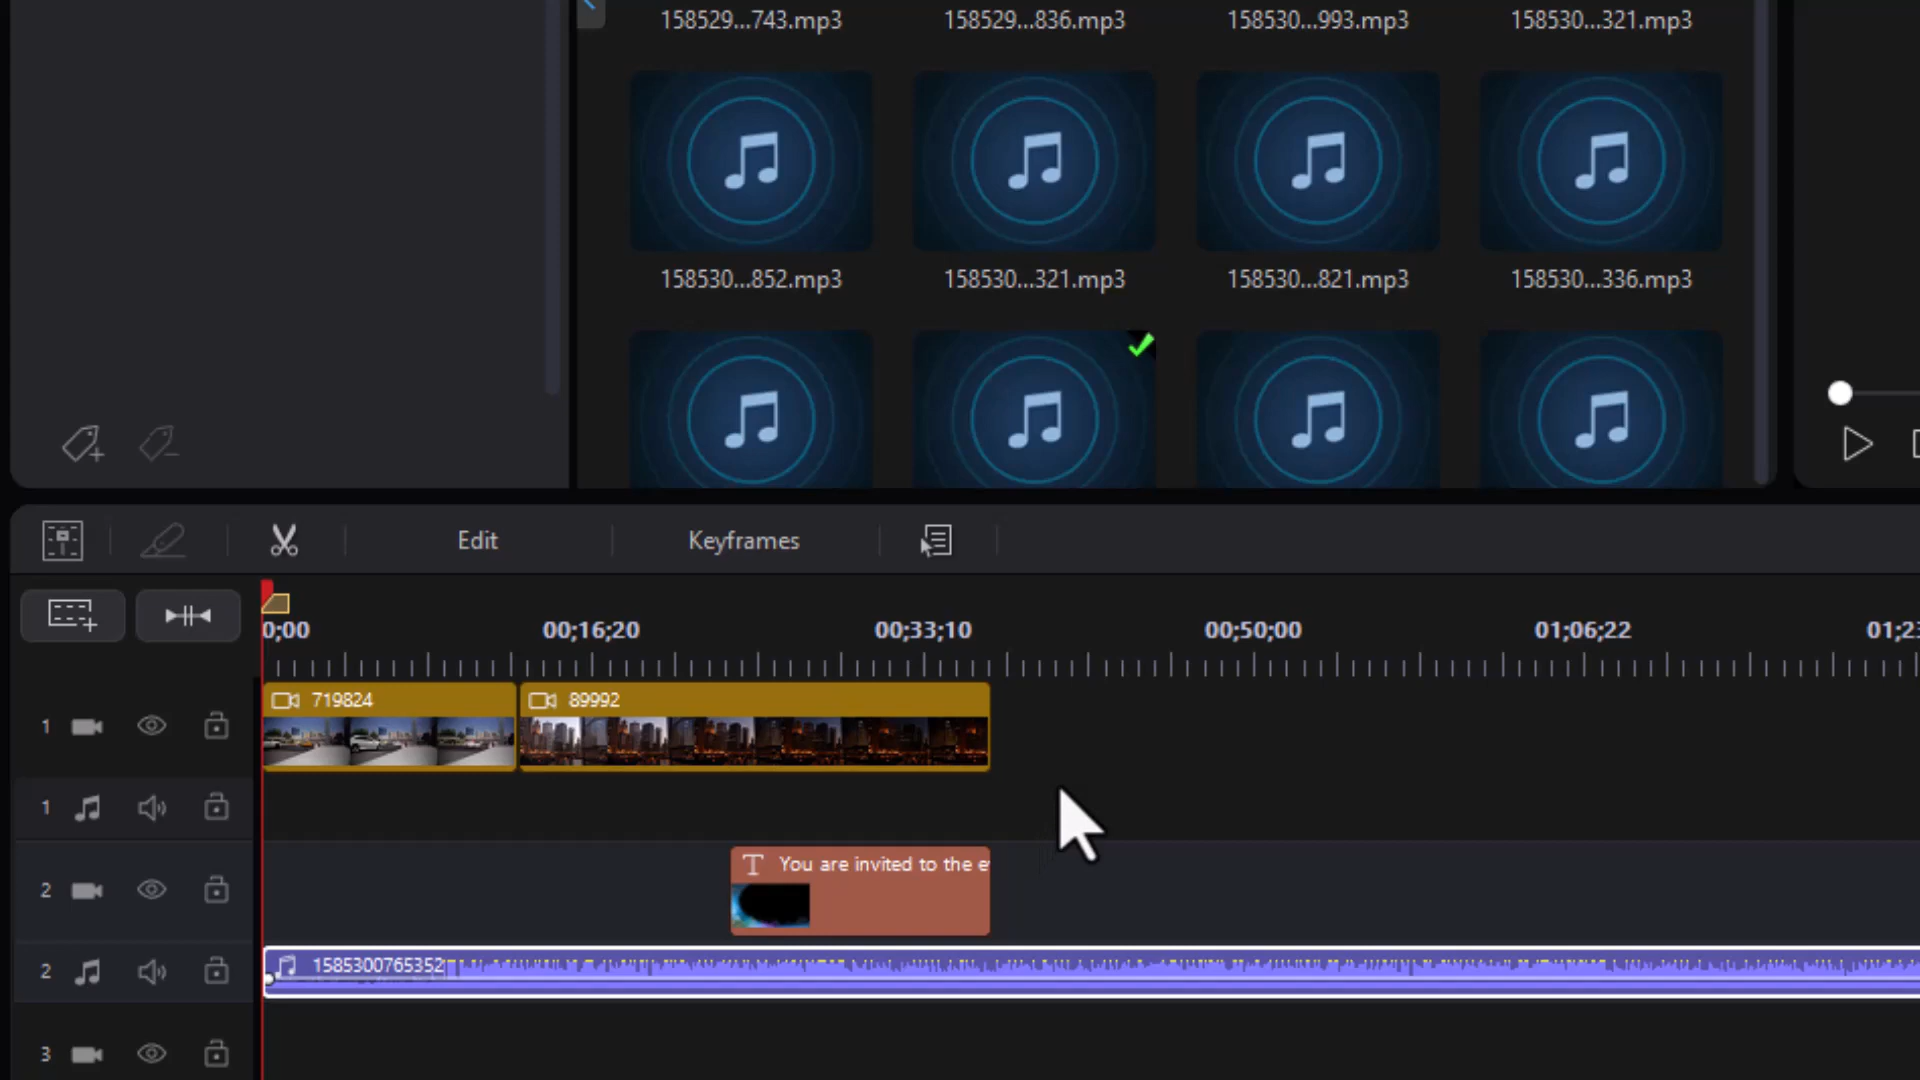 158529...743.mp3
158529...836.mp3
158530...993.mp3
158530...321.mp3
158530...852.mp3
158530...321.mp3
158530...821.mp3
158530...336.mp3
Edit
Keyframes
0;00
00;16;20
00;33;10
00;50;00
01;06;22
01;23
1
719824
89992
1
2
You are invited to the e
2
1585300765352
3